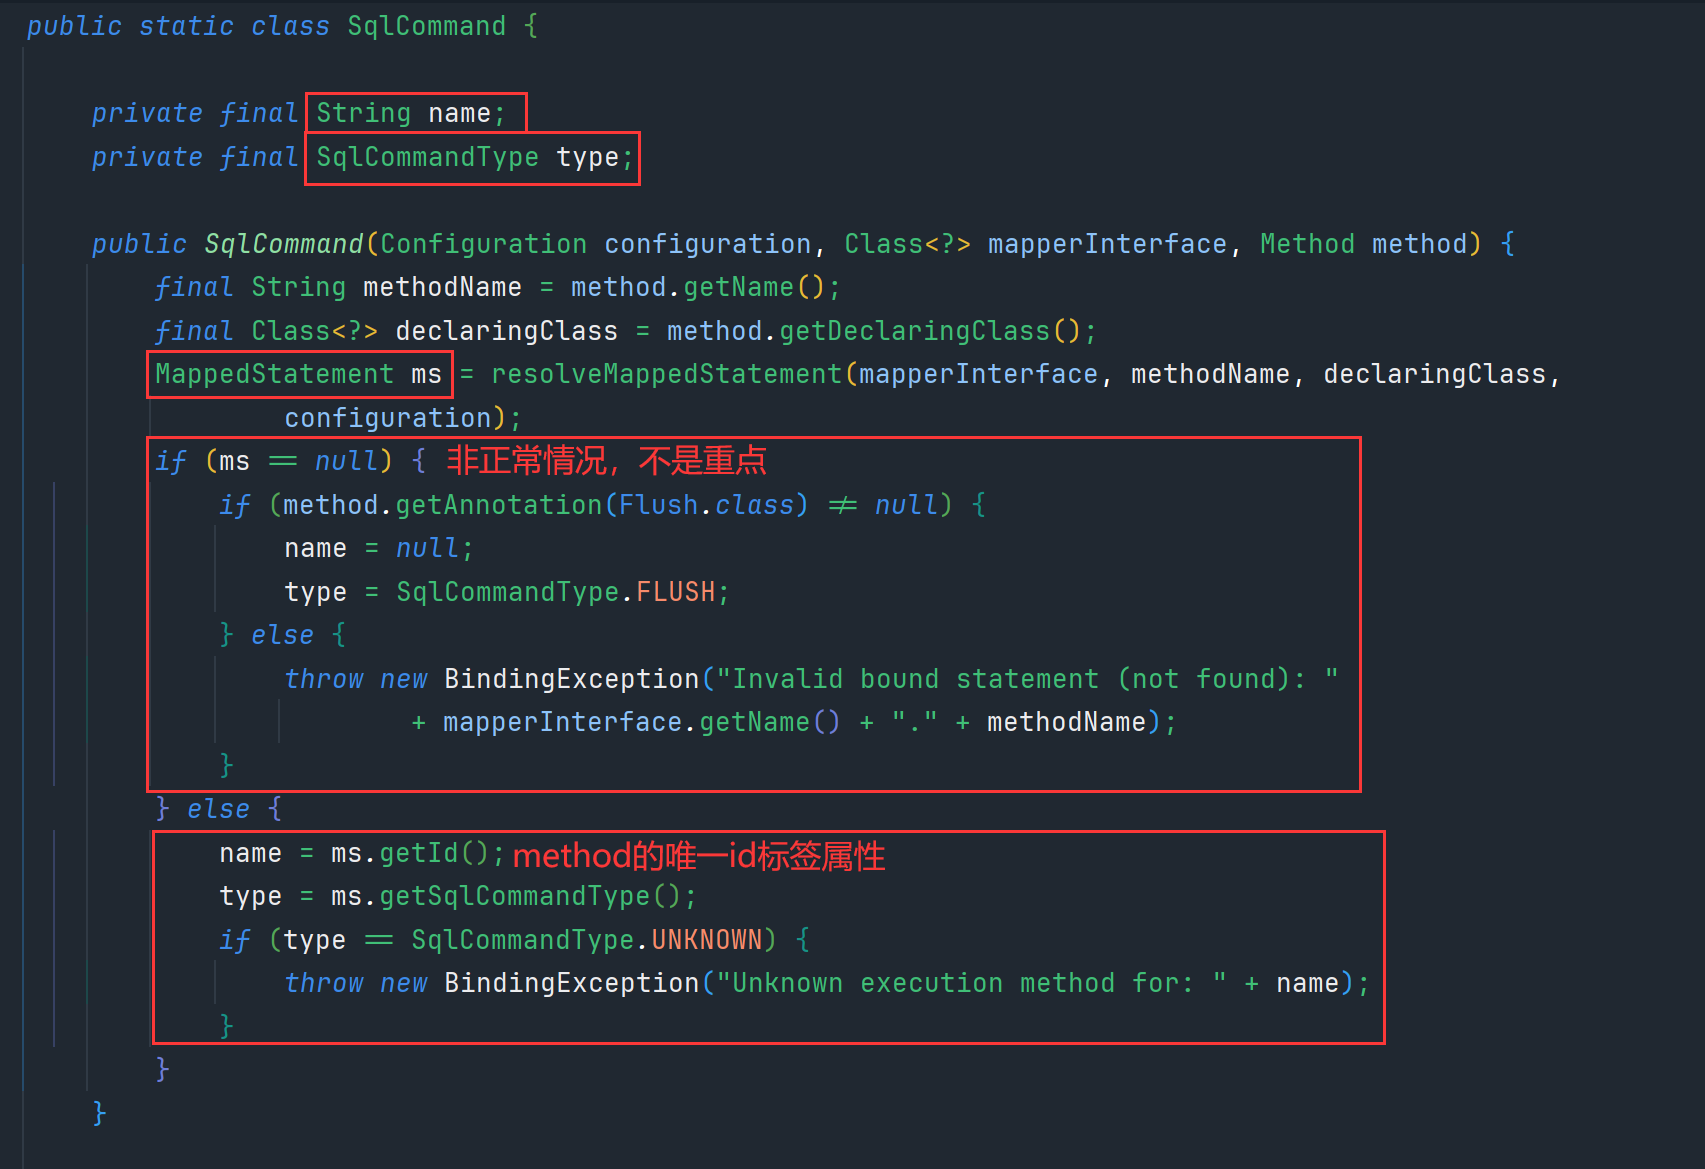 public static class SqlCommand {
private final String name;
private final SqlCommandType type;
public SqlCommand(Configuration configuration, Class<?> mapperInterface, Method method) {
final String methodName = method.getName();
final Class<?> declaringClass = method.getDeclaringClass();
MappedStatement ms = resolveMappedStatement(mapperInterface, methodName, declaringClass,
configuration);
if (ms == null) { 非正常情况，不是重点
if (method.getAnnotation(Flush.class) != null) {
name = null;
type = SqlCommandType.FLUSH;
} else {
throw new BindingException("Invalid bound statement (not found): "
+ mapperInterface.getName() + "." + methodName);
}
} else {
name = ms.getId(); method的唯一id标签属性
type = ms.getSqlCommandType();
if (type == SqlCommandType.UNKNOWN) {
throw new BindingException("Unknown execution method for: " + name);
}
}
}